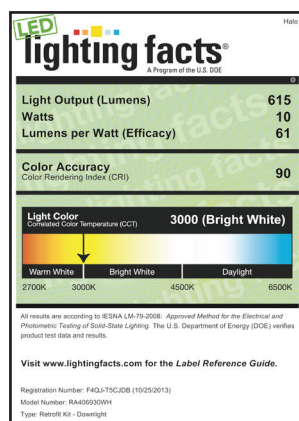 Halo
LED
lighting facts®
A Program of the U.S. DOE
Light Output (Lumens) 615
Watts 10
Lumens per Watt (Efficacy) 61
Color Accuracy 90
Color Rendering Index (CRI)
Light Color 3000 (Bright White)
Correlated Color Temperature (CCT)
Warm White Bright White Daylight
2700K 3000K 4500K 6500K
All results are according to IESNA LM-79-2008: Approved Method for the Electrical and
Photometric Testing of Solid-State Lighting. The U.S. Department of Energy (DOE) verifies
product test data and results.
Visit www.lightingfacts.com for the Label Reference Guide.
Registration Number: F4QJ-T5CJDB (10/25/2013)
Model Number: RA406930WH
Type: Retrofit Kit - Downlight